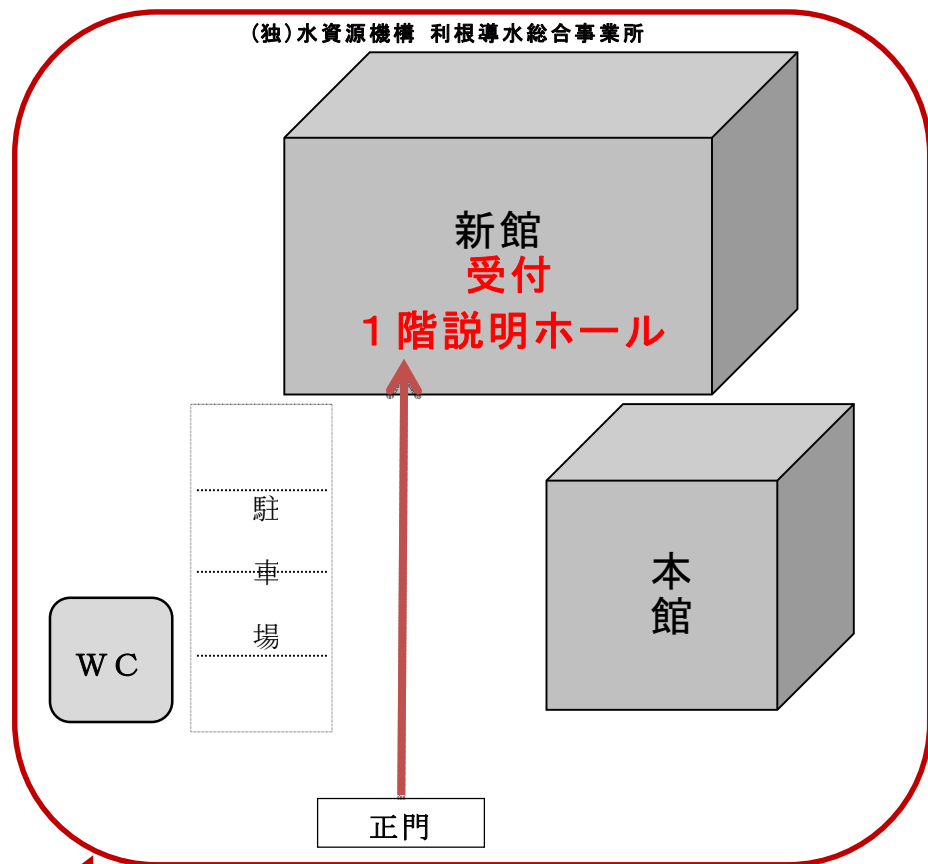 (独)水資源機構 利根導水総合事業所
新館
受付
１階説明ホール
駐
車
場
本
館
ＷＣ
正門